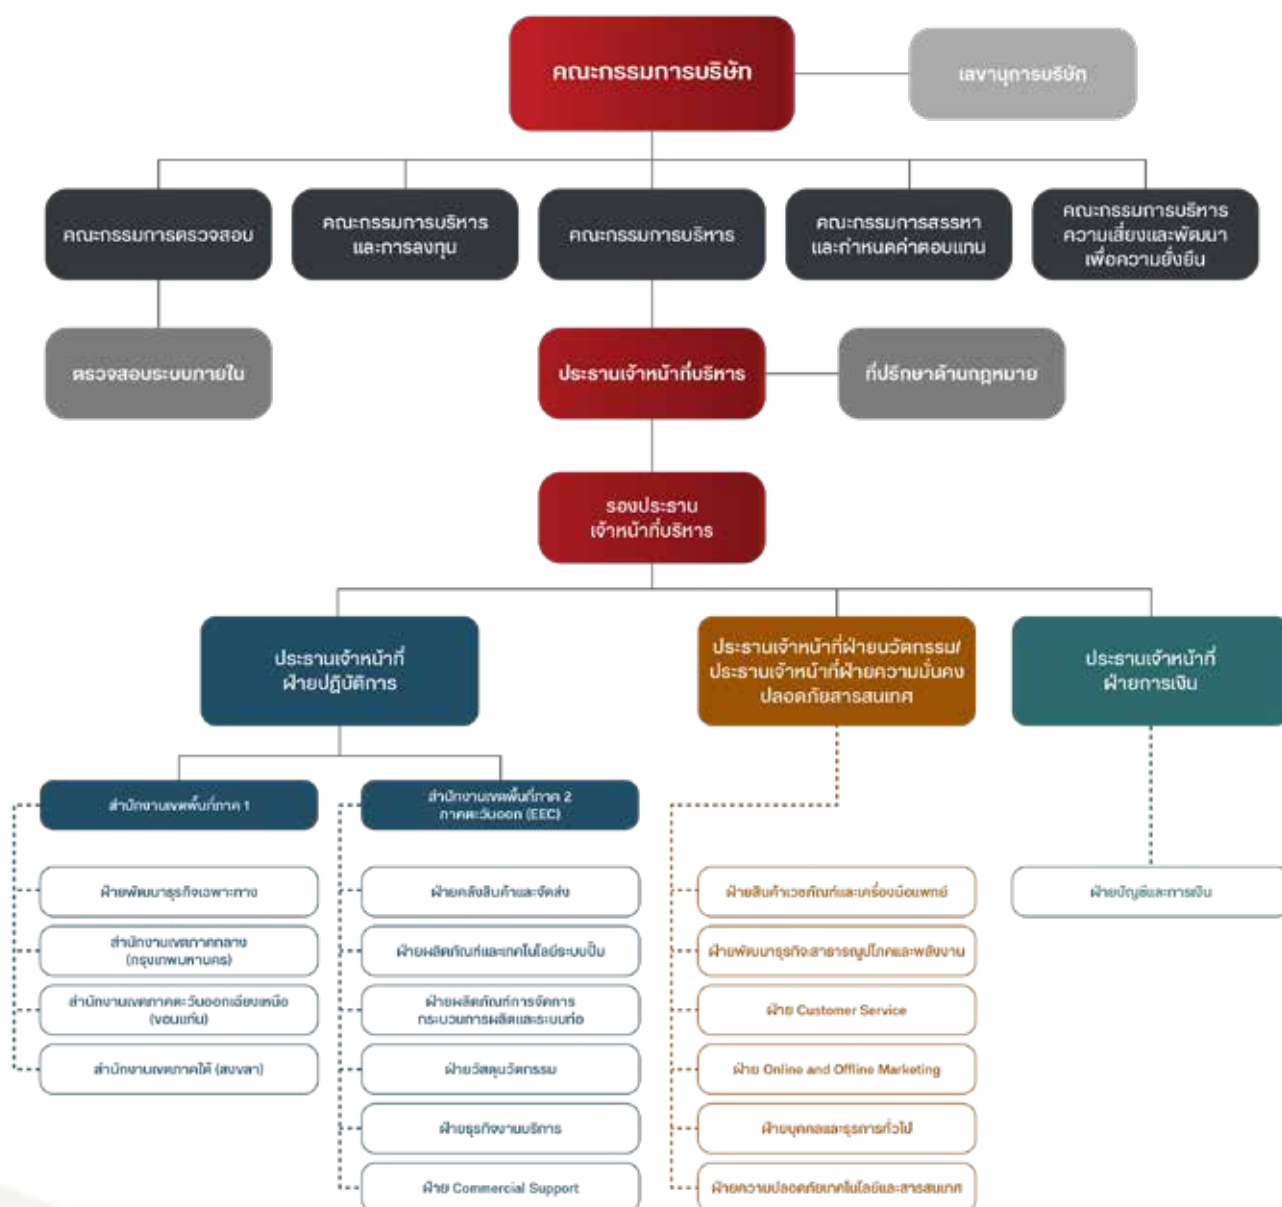 คณะกรรมการบริษัท
เลขานุการบริษัท
คณะกรรมการตรวจสอบ
คณะกรรมการบริหาร
และการลงทุน
คณะกรรมการบริหาร
คณะกรรมการสรรหา
และกำหนดค่าตอบแทน
คณะกรรมการบริหาร
ความเสี่ยงและพัฒนา
เพื่อความยั่งยืน
ตรวจสอบระบบภายใน
ประธานเจ้าหน้าที่บริหาร
ที่ปรึกษาด้านกฎหมาย
รองประธาน
เจ้าหน้าที่บริหาร
ประธานเจ้าหน้าที่
ฝ่ายปฏิบัติการ
ประธานเจ้าหน้าที่ฝ่ายนวัตกรรม/
ประธานเจ้าหน้าที่ฝ่ายความมั่นคง
ปลอดภัยสารสนเทศ
ประธานเจ้าหน้าที่
ฝ่ายการเงิน
สำนักงานเขตพื้นที่ภาค 1
ฝ่ายพัฒนาธุรกิจเฉพาะทาง
สำนักงานเขตภาคกลาง
(กรุงเทพมหานคร)
สำนักงานเขตภาคตะวันออกเฉียงเหนือ
(ขอนแก่น)
สำนักงานเขตภาคใต้ (สงขลา)
สำนักงานเขตพื้นที่ภาค 2
ภาคตะวันออก (EEC)
ฝ่ายคลังสินค้าและจัดส่ง
ฝ่ายผลิตภัณฑ์และเทคโนโลยีระบบปั๊ม
ฝ่ายผลิตภัณฑ์การจัดการ
กระบวนการผลิตและระบบท่อ
ฝ่ายวัสดุนวัตกรรม
ฝ่ายธุรกิจงานบริการ
ฝ่าย Commercial Support
ฝ่ายสินค้าเวชภัณฑ์และเครื่องมือแพทย์
ฝ่ายพัฒนาธุรกิจสาธารณูปโภคและพลังงาน
ฝ่าย Customer Service
ฝ่าย Online and Offline Marketing
ฝ่ายบุคคลและธุรการทั่วไป
ฝ่ายความปลอดภัยเทคโนโลยีและสารสนเทศ
ฝ่ายบัญชีและการเงิน